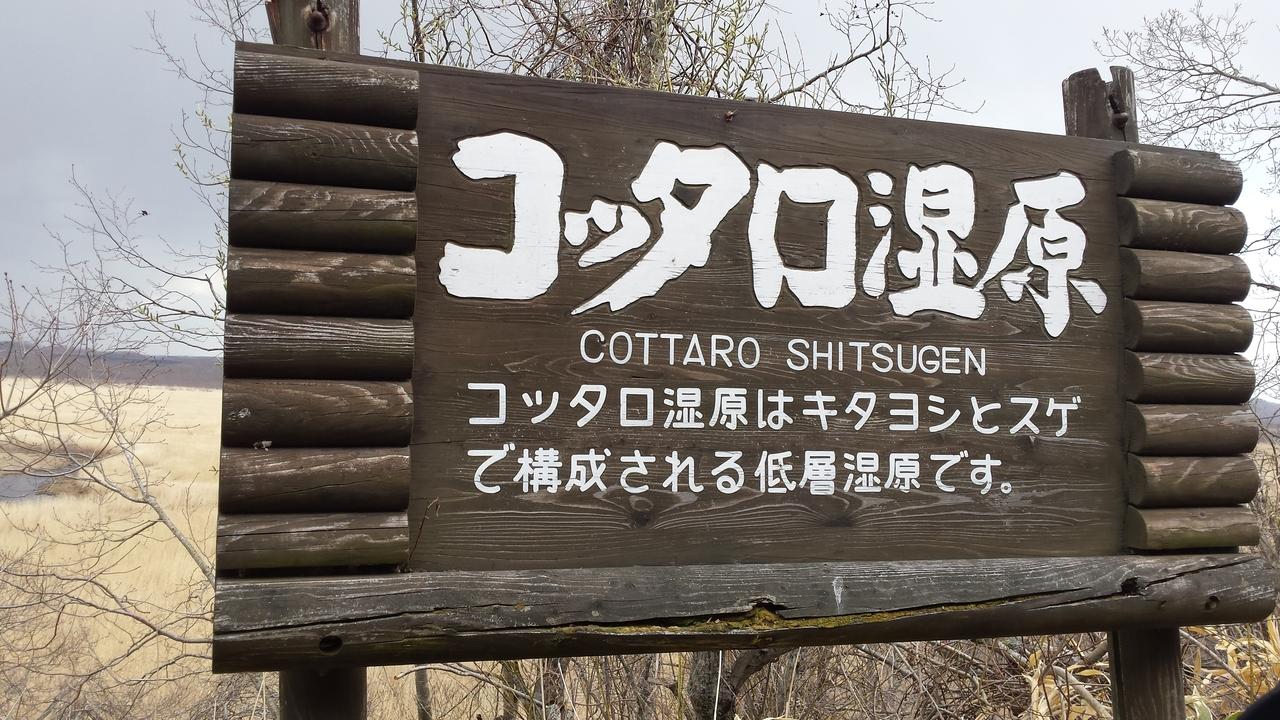 コッタロ湿原
COTTARO SHITSUGEN
コッタロ湿原はキタヨシとスゲ
で構成される低層湿原です。